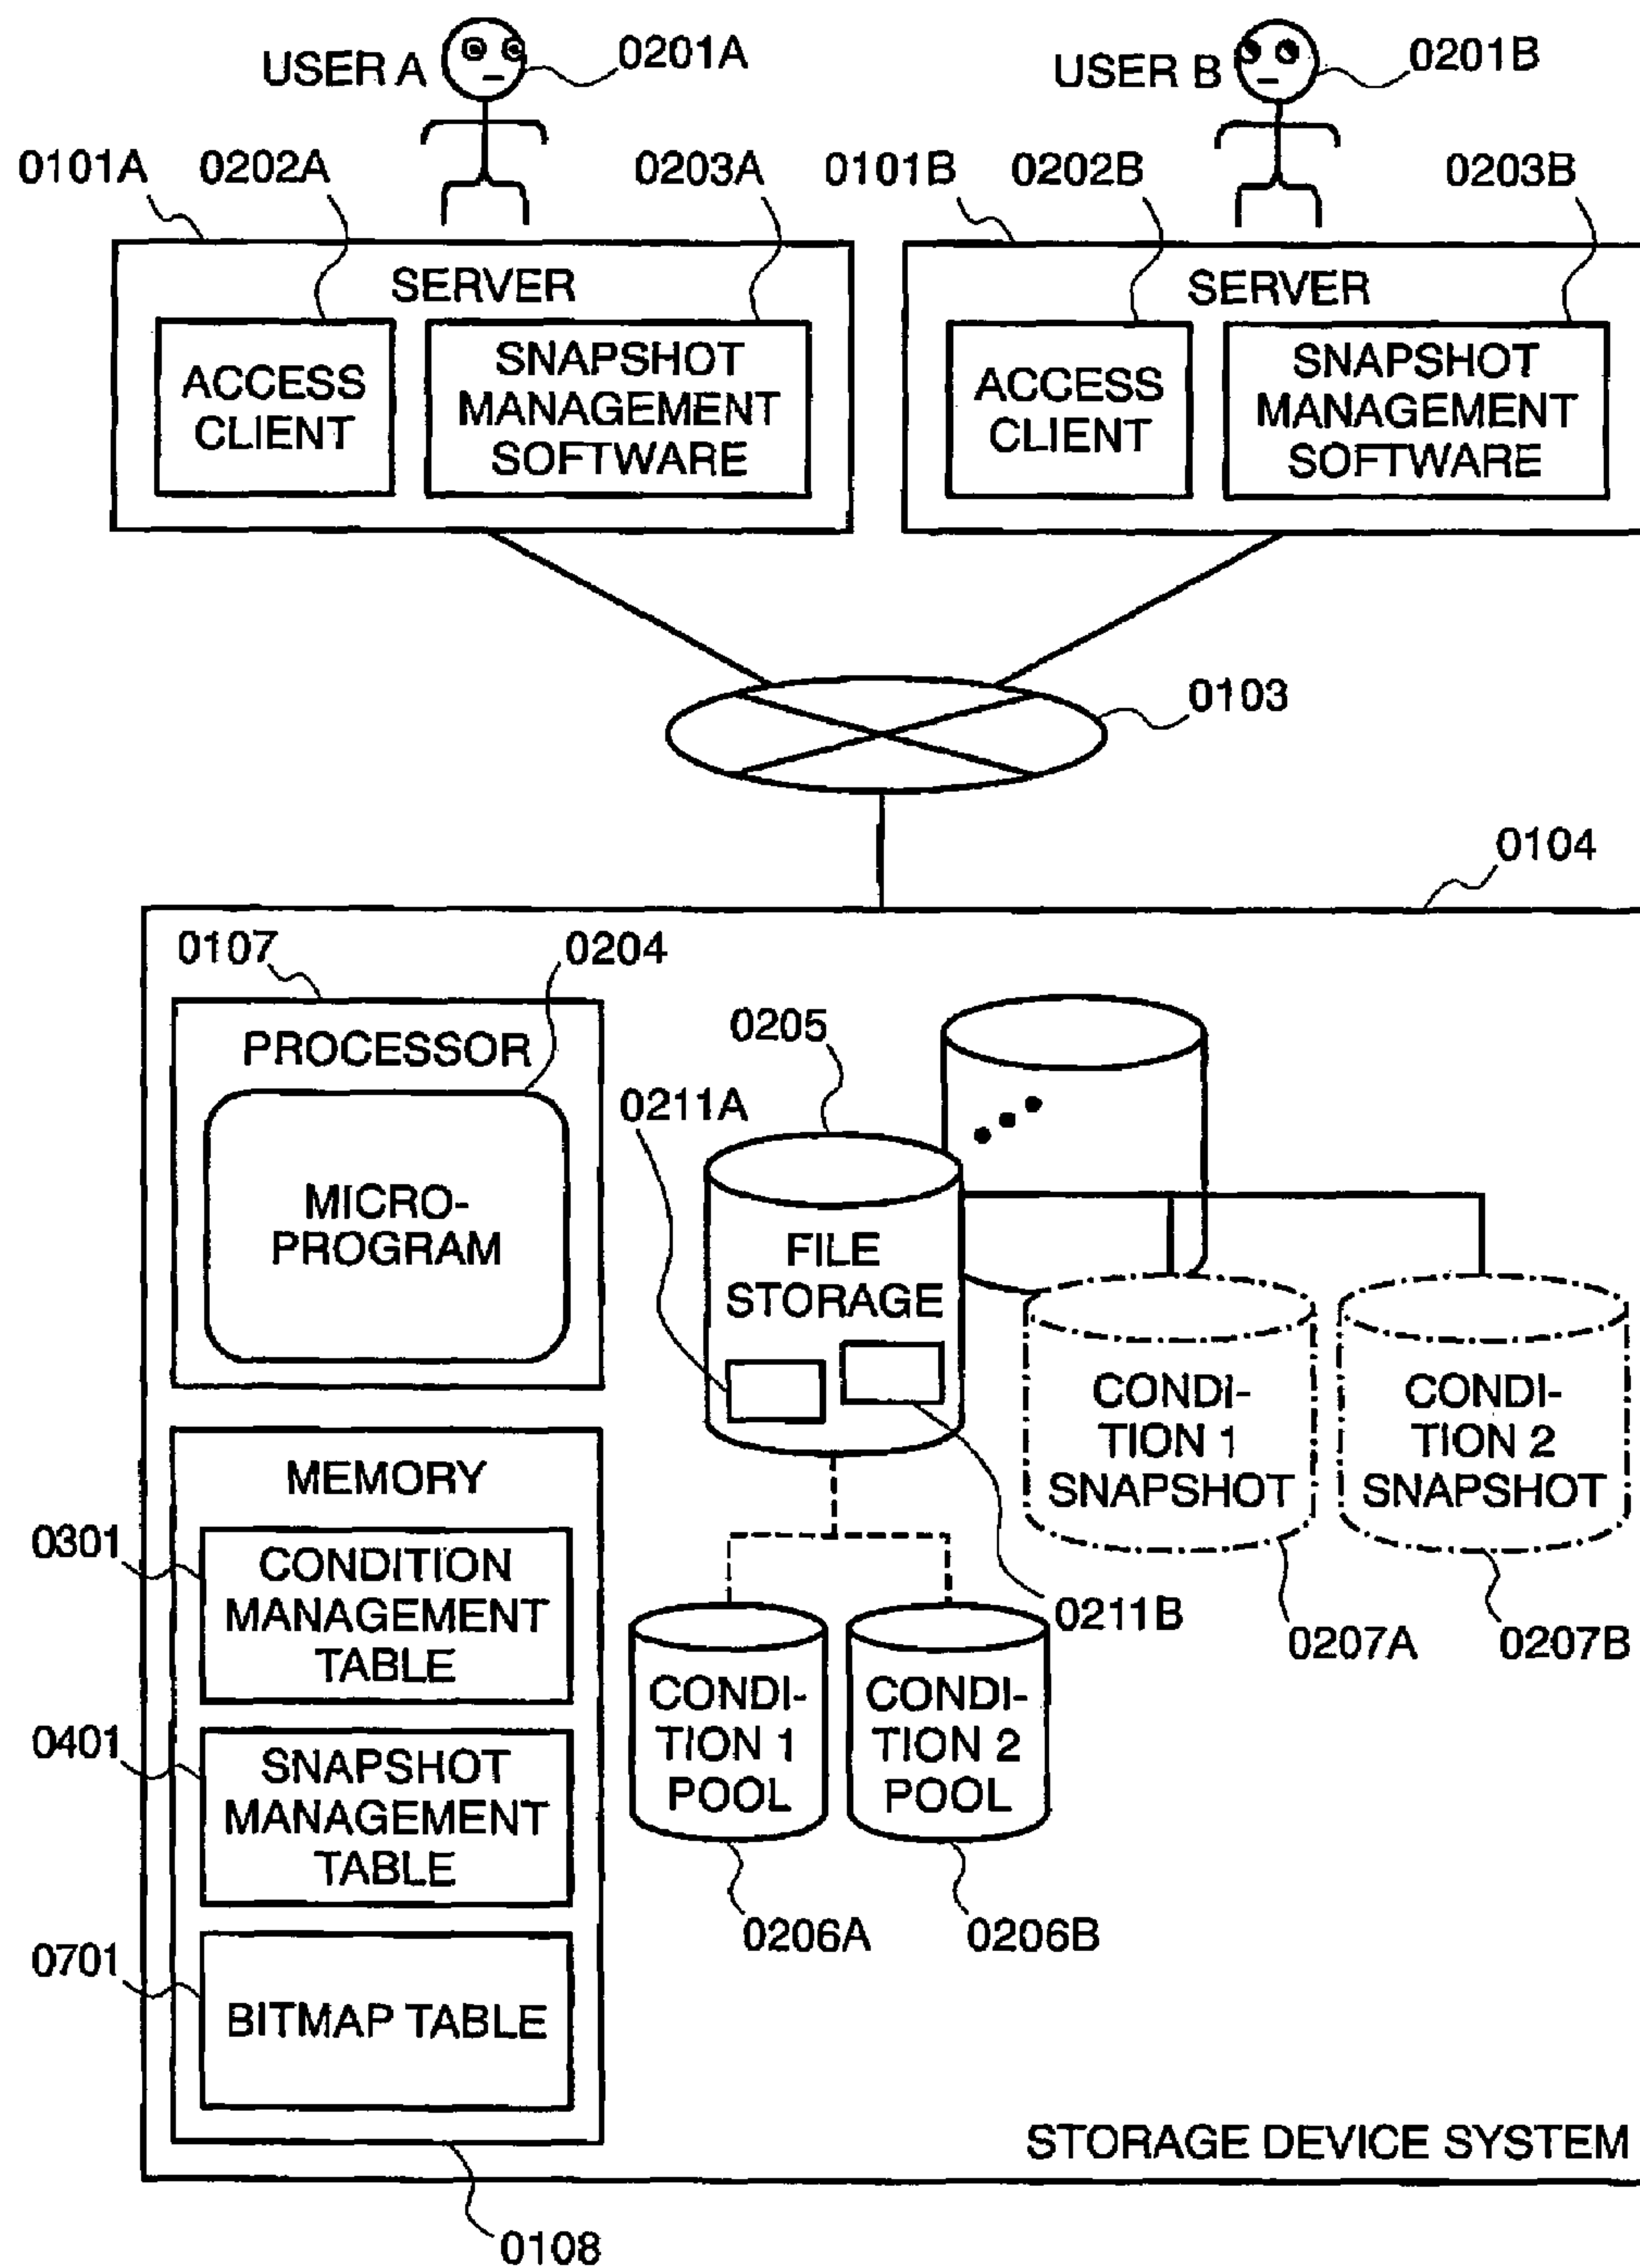 USER A
0201A
USER B
0201B
0101A
0202A
0203A
0101B
0202B
0203B
SERVER
ACCESS
CLIENT
SNAPSHOT
MANAGEMENT
SOFTWARE
SERVER
ACCESS
CLIENT
SNAPSHOT
MANAGEMENT
SOFTWARE
0103
0104
0107
0204
PROCESSOR
MICRO-
PROGRAM
0205
0211A
FILE
STORAGE
CONDI-
TION 1
SNAPSHOT
CONDI-
TION 2
SNAPSHOT
MEMORY
0301
CONDITION
MANAGEMENT
TABLE
0211B
0207A
0207B
0401
SNAPSHOT
MANAGEMENT
TABLE
CONDI-
TION 1
POOL
CONDI-
TION 2
POOL
0206A
0206B
0701
BITMAP TABLE
STORAGE DEVICE SYSTEM
0108